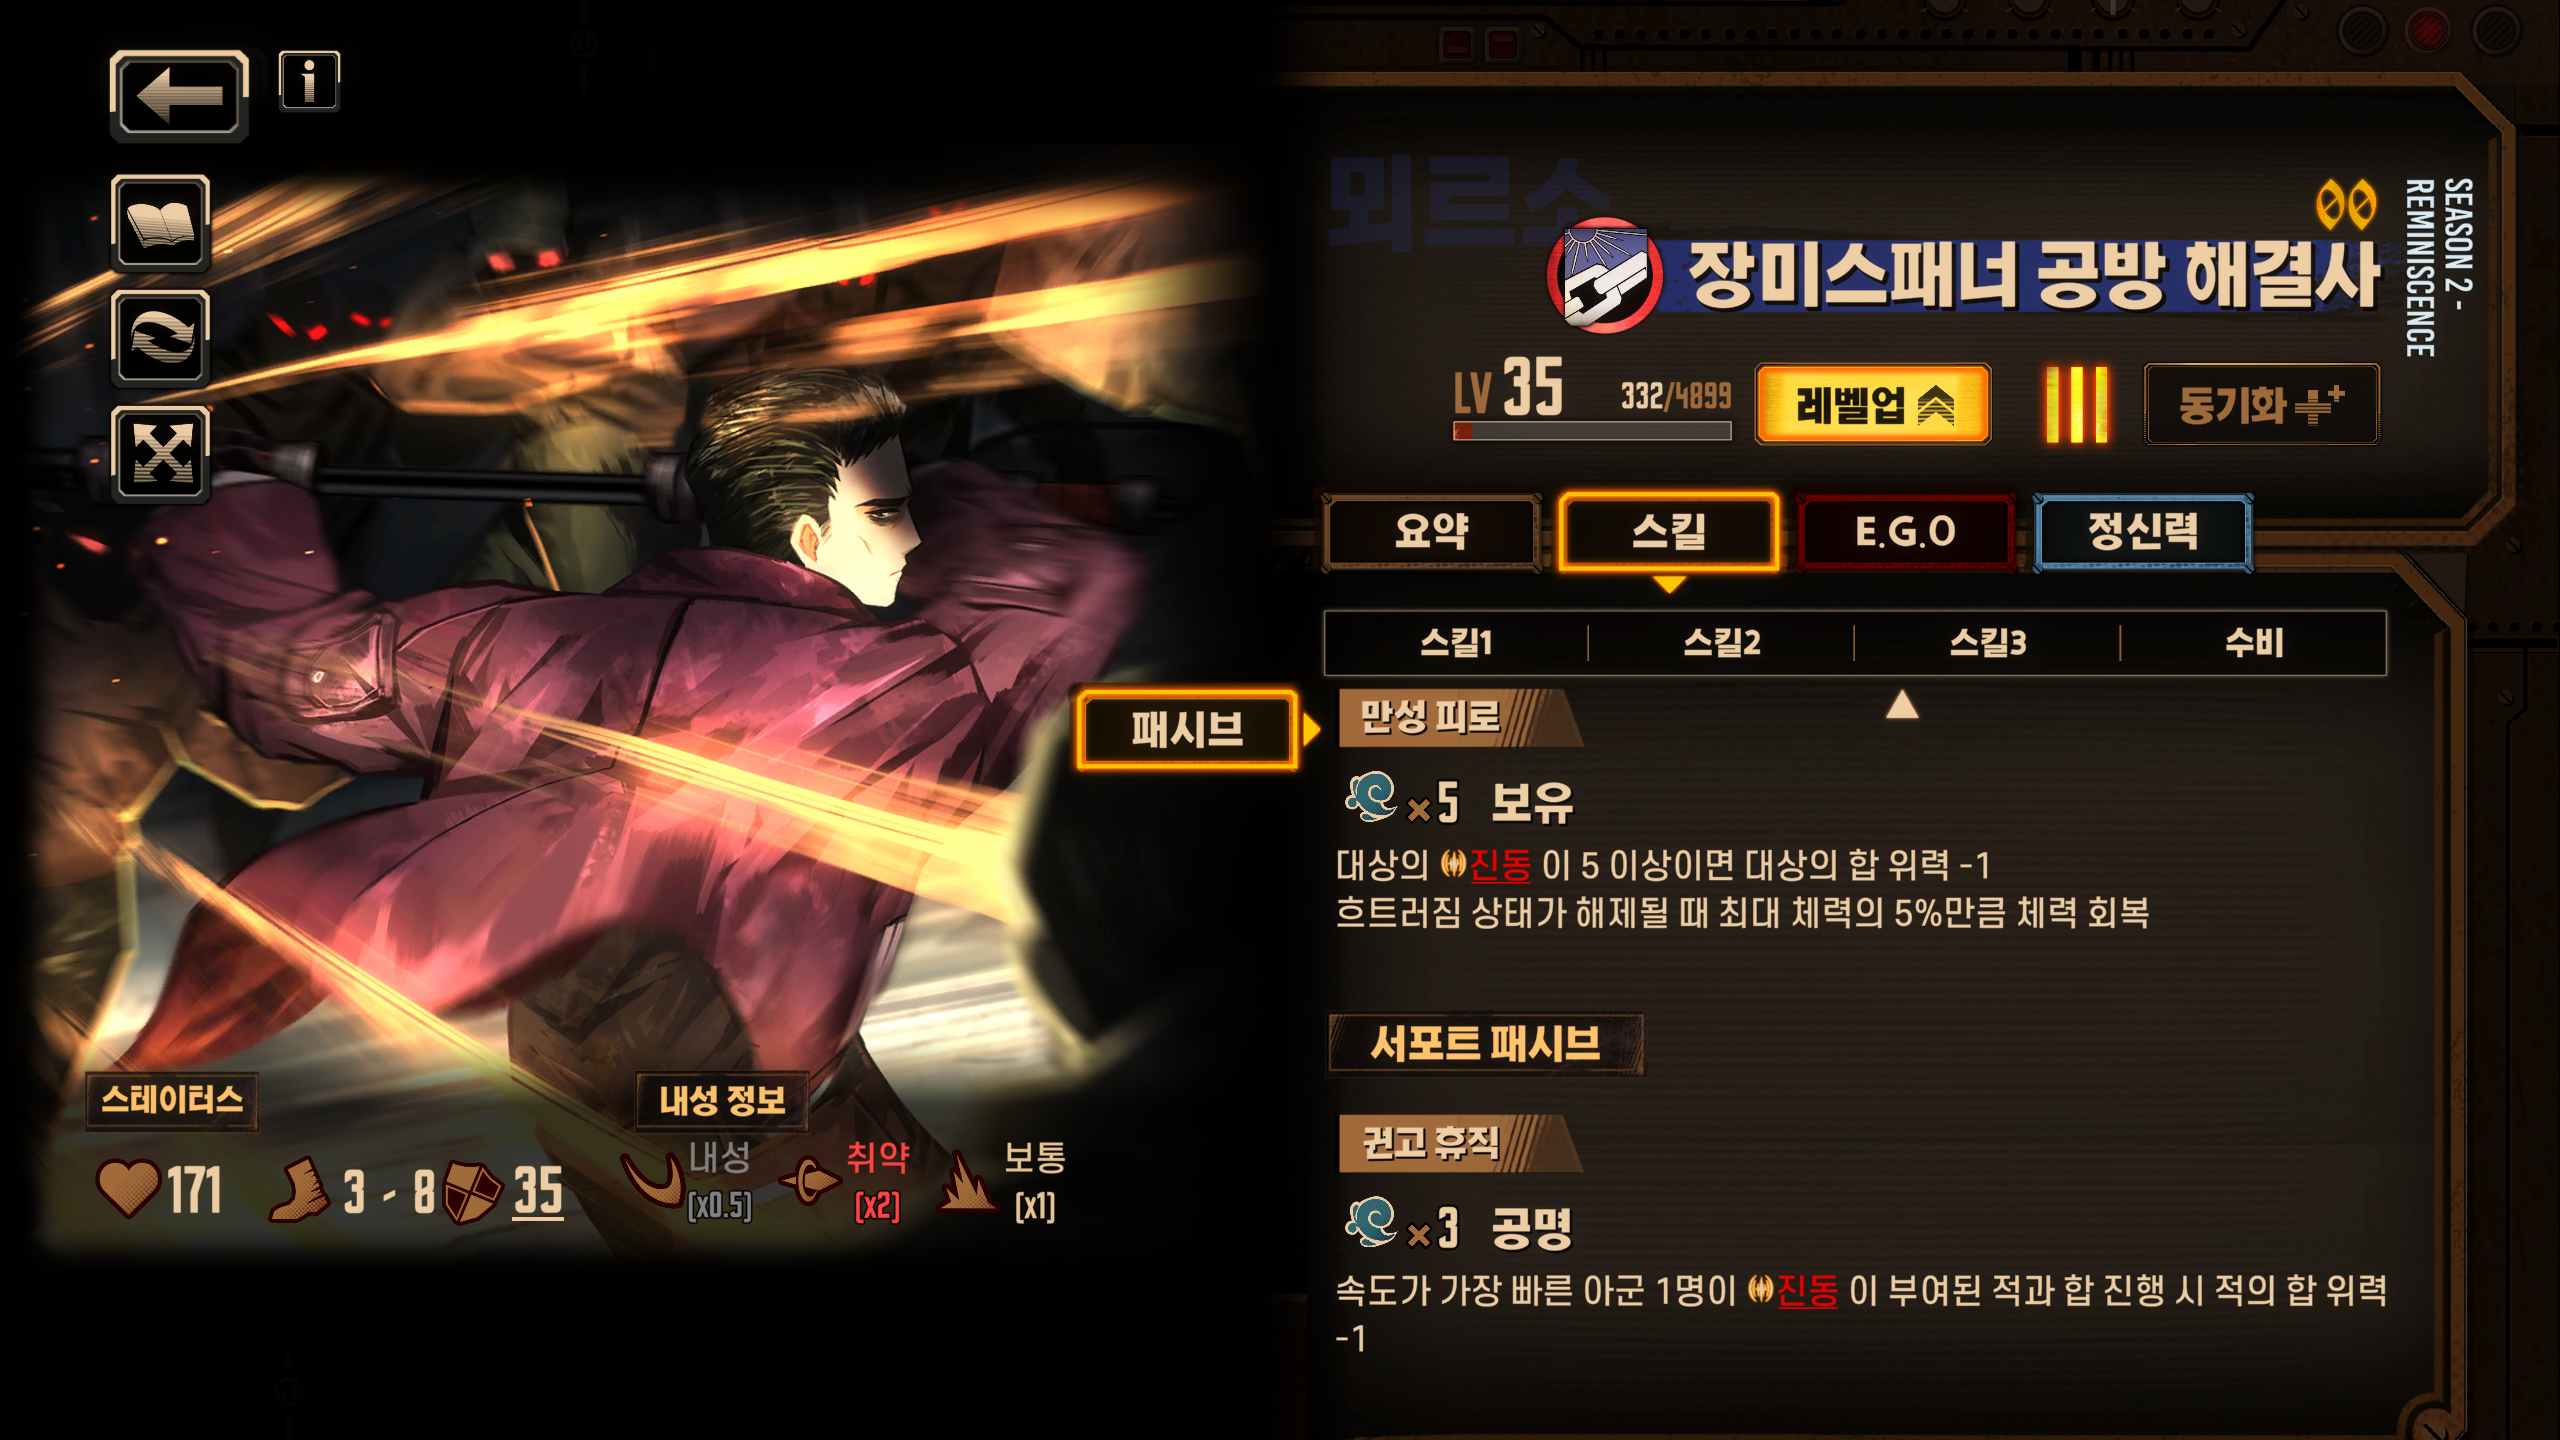 뫼르소
장미스패너 공방 해결사
SEASON 2 -
REMINISCENCE
LV 35
332/4899
레벨업
동기화
요약
스킬
E.G.O
정신력
스킬1
스킬2
스킬3
수비
패시브
만성 피로
×5 보유
대상의 진동 이 5 이상이면 대상의 합 위력 -1
흐트러짐 상태가 해제될 때 최대 체력의 5%만큼 체력 회복
서포트 패시브
권고 휴직
×3 공명
속도가 가장 빠른 아군 1명이 진동 이 부여된 적과 합 진행 시 적의 합 위력
-1
스테이터스
171
3 - 8
35
내성 정보
내성
(x0.5)
취약
(x2)
보통
(x1)